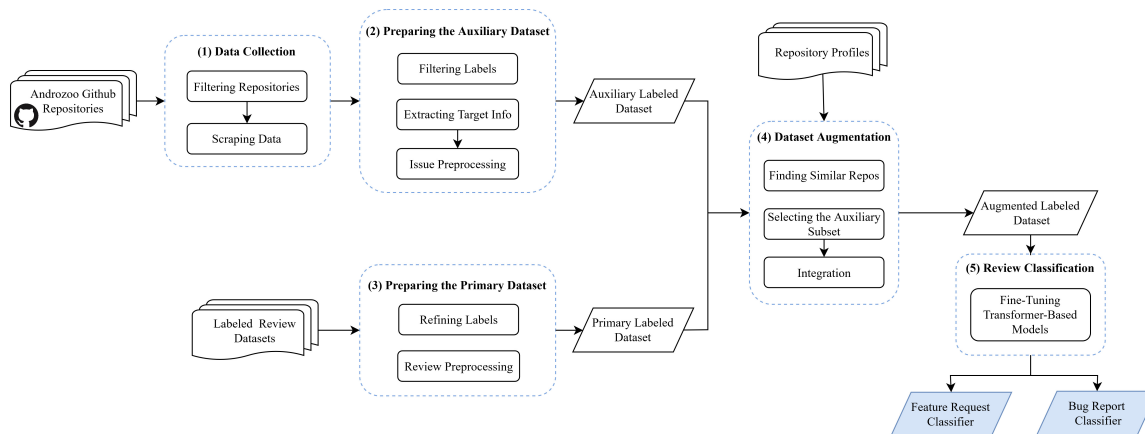 Androzoo Github
Repositories
(1) Data Collection
Filtering Repositories
Scraping Data
(2) Preparing the Auxiliary Dataset
Filtering Labels
Extracting Target Info
Issue Preprocessing
Auxiliary Labeled
Dataset
Labeled Review
Datasets
(3) Preparing the Primary Dataset
Refining Labels
Review Preprocessing
Primary Labeled
Dataset
Repository Profiles
(4) Dataset Augmentation
Finding Similar Repos
Selecting the Auxiliary
Subset
Integration
Augmented Labeled
Dataset
(5) Review Classification
Fine-Tuning
Transformer-Based
Models
Feature Request
Classifier
Bug Report
Classifier